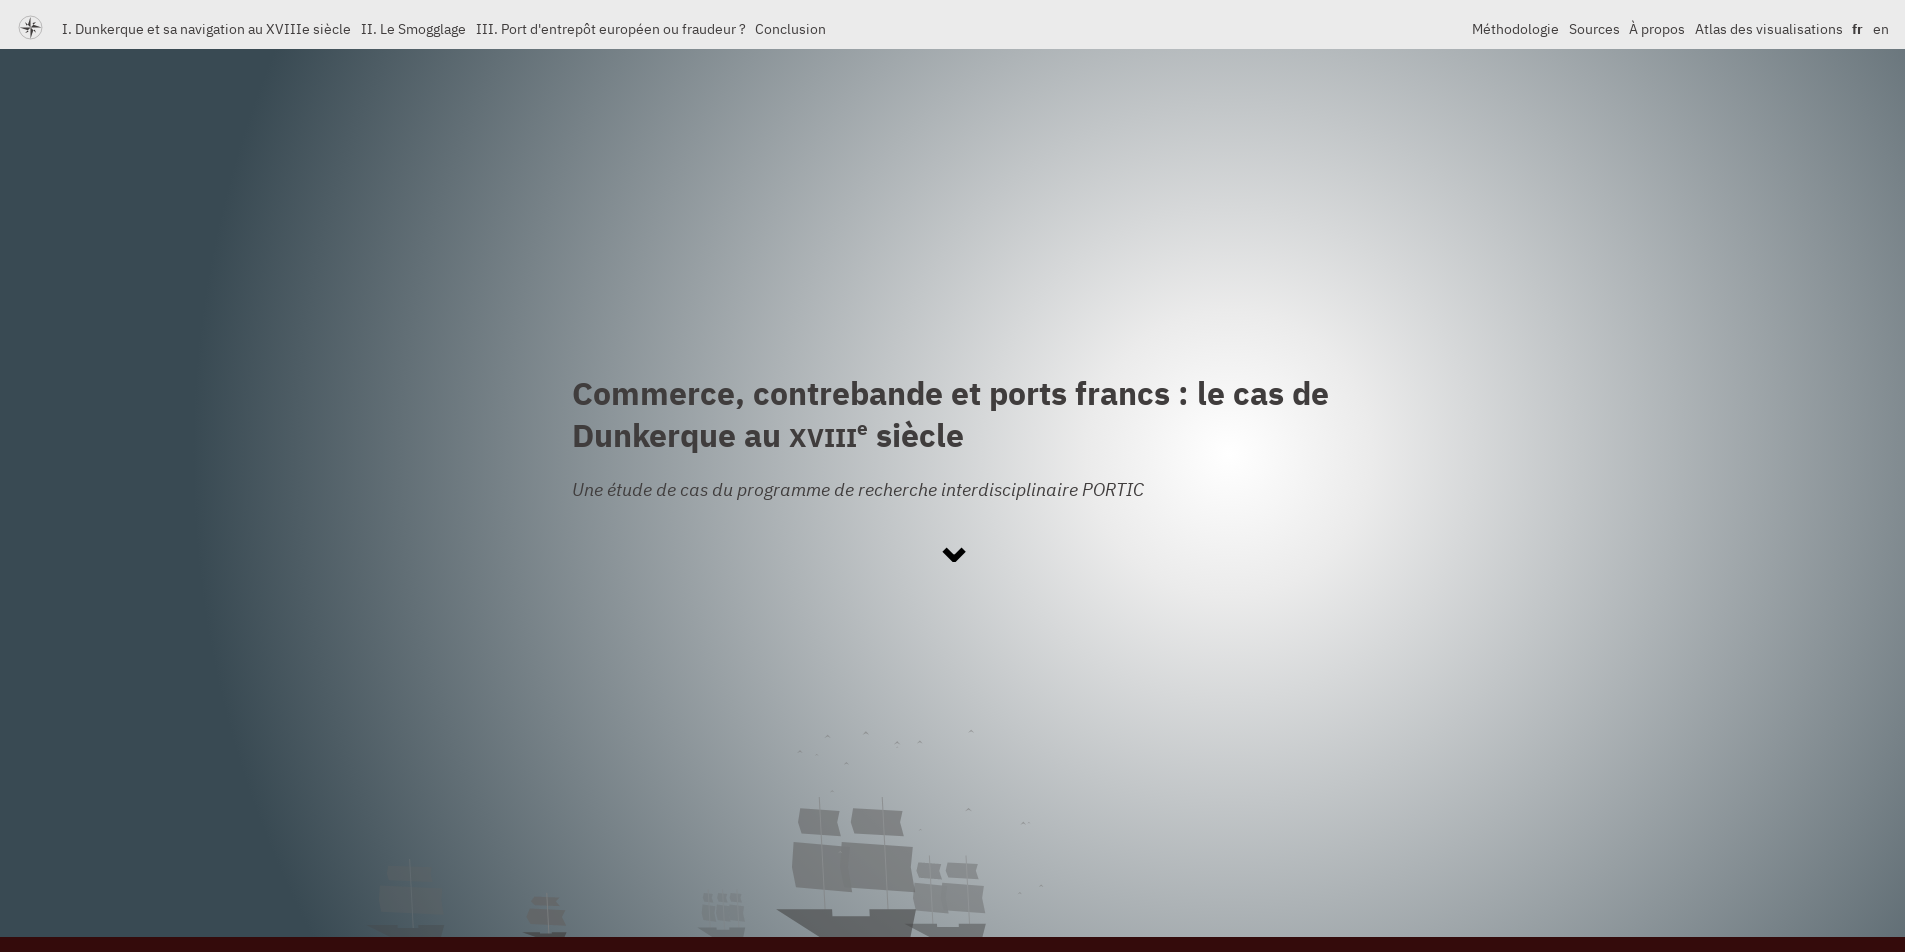 I. Dunkerque et sa navigation au XVIIIe siècle II. Le Smogglage III. Port d'entrepôt européen ou fraudeur ? Conclusion Méthodologie Sources À propos Atlas des visualisations fr en
Commerce, contrebande et ports francs : le cas de
Dunkerque au XVIIIe siècle
Une étude de cas du programme de recherche interdisciplinaire PORTIC